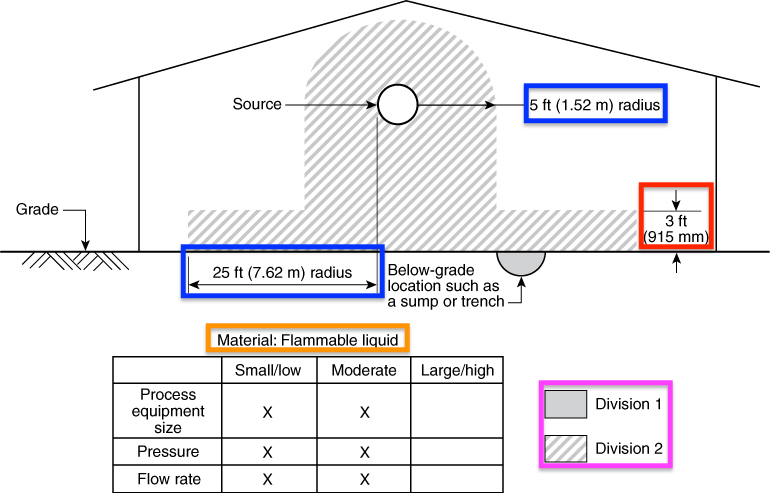 Source
5 ft (1.52 m) radius
Grade
3 ft
(915 mm)
25 ft (7.62 m) radius
Below-grade
location such as
a sump or trench
Material: Flammable liquid
Small/low Moderate Large/high
Process
equipment
size
X X
Pressure X X
Flow rate X X
Division 1
Division 2